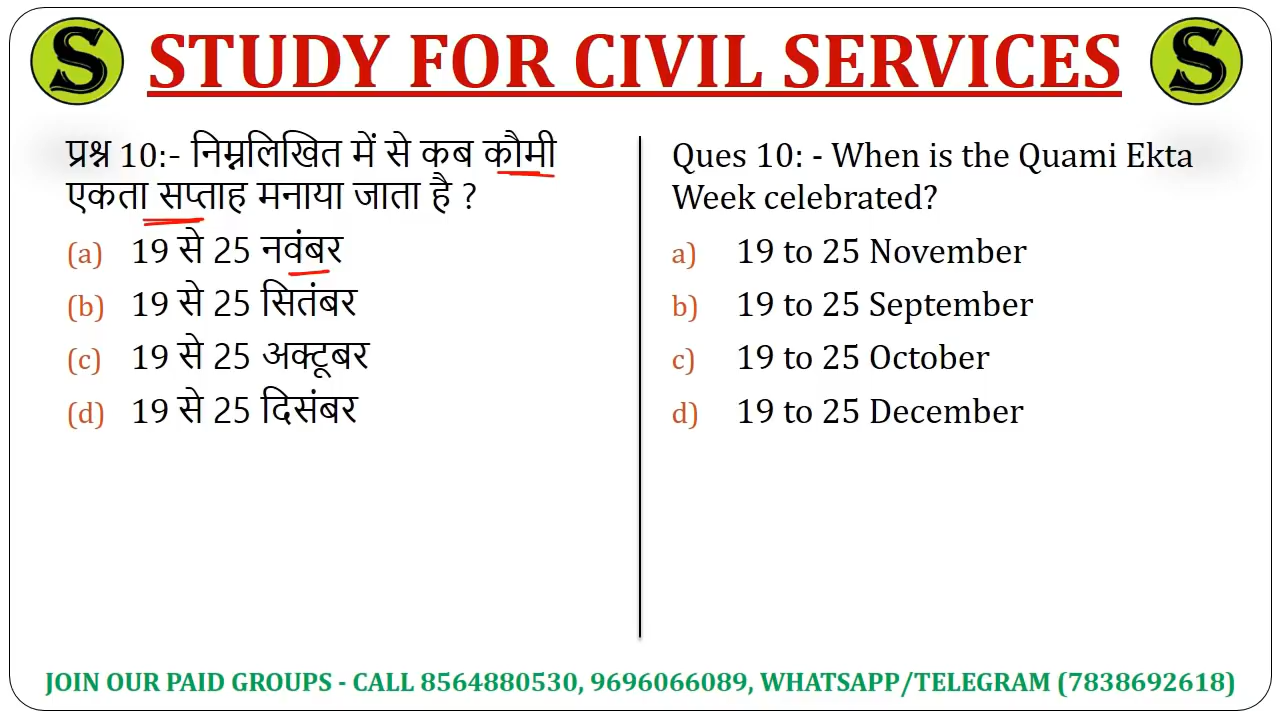 S STUDY FOR CIVIL SERVICES S
प्रश्न 10:- निम्नलिखित में से कब कौमी
एकता सप्ताह मनाया जाता है ?
(a) 19 से 25 नवंबर
(b) 19 से 25 सितंबर
(c) 19 से 25 अक्टूबर
(d) 19 से 25 दिसंबर
Ques 10: - When is the Quami Ekta
Week celebrated?
a) 19 to 25 November
b) 19 to 25 September
c) 19 to 25 October
d) 19 to 25 December
JOIN OUR PAID GROUPS - CALL 8564880530, 9696066089, WHATSAPP/TELEGRAM (7838692618)